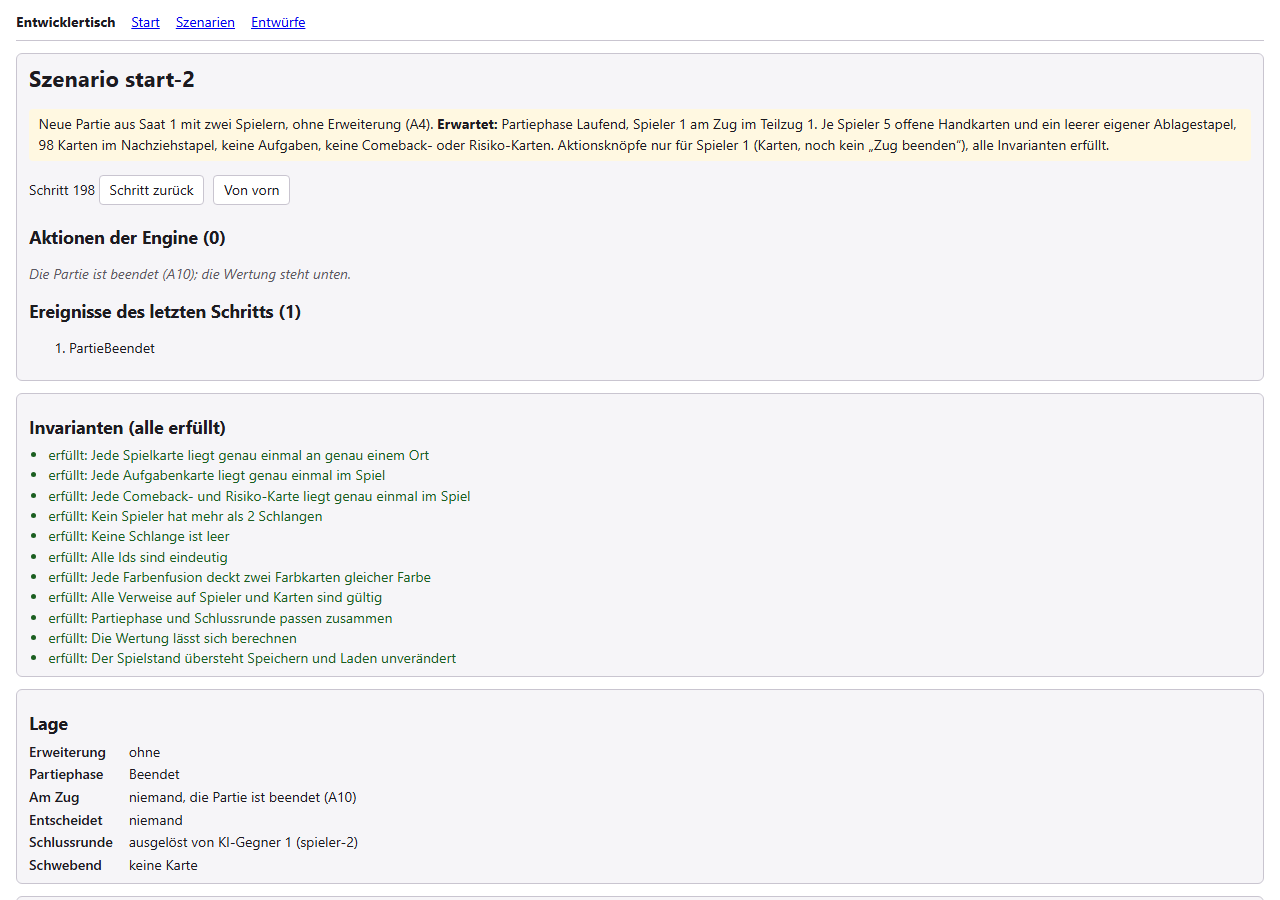 Entwicklertisch Start Szenarien Entwürfe
Szenario start-2
Neue Partie aus Saat 1 mit zwei Spielern, ohne Erweiterung (A4). Erwartet: Partiephase Laufend, Spieler 1 am Zug im Teilzug 1. Je Spieler 5 offene Handkarten und ein leerer eigener Ablagestapel,
98 Karten im Nachziehstapel, keine Aufgaben, keine Comeback- oder Risiko-Karten. Aktionsknöpfe nur für Spieler 1 (Karten, noch kein „Zug beenden“), alle Invarianten erfüllt.
Schritt 198 Schritt zurück Von vorn
Aktionen der Engine (0)
Die Partie ist beendet (A10); die Wertung steht unten.
Ereignisse des letzten Schritts (1)
1. PartieBeendet
Invarianten (alle erfüllt)
• erfüllt: Jede Spielkarte liegt genau einmal an genau einem Ort
• erfüllt: Jede Aufgabenkarte liegt genau einmal im Spiel
• erfüllt: Jede Comeback- und Risiko-Karte liegt genau einmal im Spiel
• erfüllt: Kein Spieler hat mehr als 2 Schlangen
• erfüllt: Keine Schlange ist leer
• erfüllt: Alle Ids sind eindeutig
• erfüllt: Jede Farbenfusion deckt zwei Farbkarten gleicher Farbe
• erfüllt: Alle Verweise auf Spieler und Karten sind gültig
• erfüllt: Partiephase und Schlussrunde passen zusammen
• erfüllt: Die Wertung lässt sich berechnen
• erfüllt: Der Spielstand übersteht Speichern und Laden unverändert
Lage
Erweiterung ohne
Partiephase Beendet
Am Zug niemand, die Partie ist beendet (A10)
Entscheidet niemand
Schlussrunde ausgelöst von KI-Gegner 1 (spieler-2)
Schwebend keine Karte